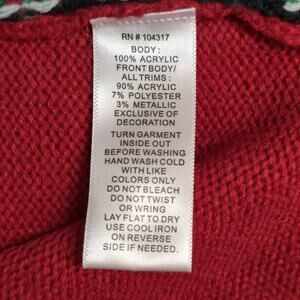 RN # 104317
BODY:
100% ACRYLIC
FRONT BODY/
ALL TRIMS:
90% ACRYLIC
7% POLYESTER
3% METALLIC
EXCLUSIVE OF
DECORATION
TURN GARMENT
INSIDE OUT
BEFORE WASHING
HAND WASH COLD
WITH LIKE
COLORS ONLY
DO NOT BLEACH
DO NOT TWIST
OR WRING
LAY FLAT TO DRY
USE COOL IRON
ON REVERSE
SIDE IF NEEDED.